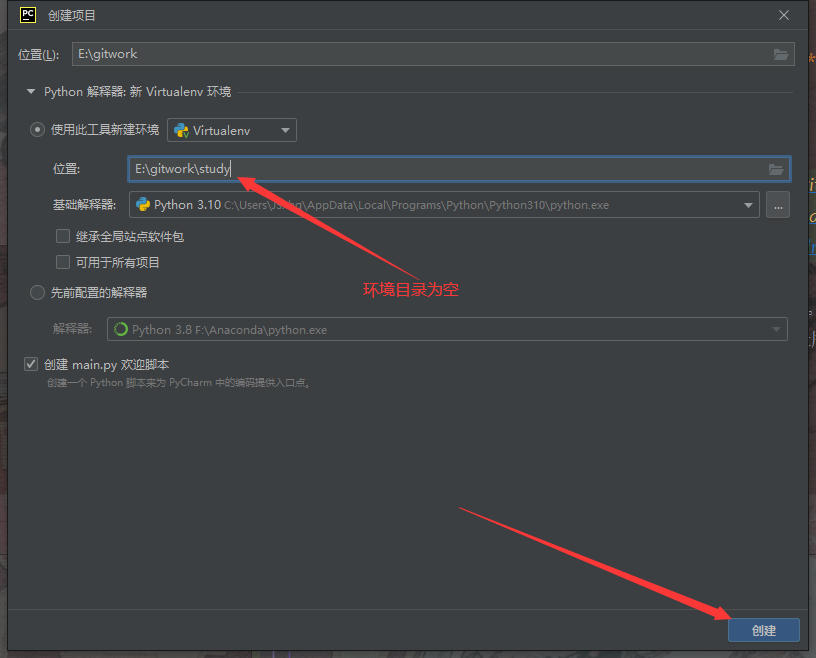 PC 创建项目
位置(L): E:\gitwork
Python 解释器: 新 Virtualenv 环境
使用此工具新建环境 Virtualenv
位置: E:\gitwork\study
基础解释器: Python 3.10 \AppData\Local\Programs\Python\Python310\python.exe
...
继承全局站点软件包
可用于所有项目
环境目录为空
先前配置的解释器
解释器: Python 3.8 F:\Anaconda\python.exe
创建 main.py 欢迎脚本
创建一个 Python 脚本来为 PyCharm 中的编码提供入口点。
创建